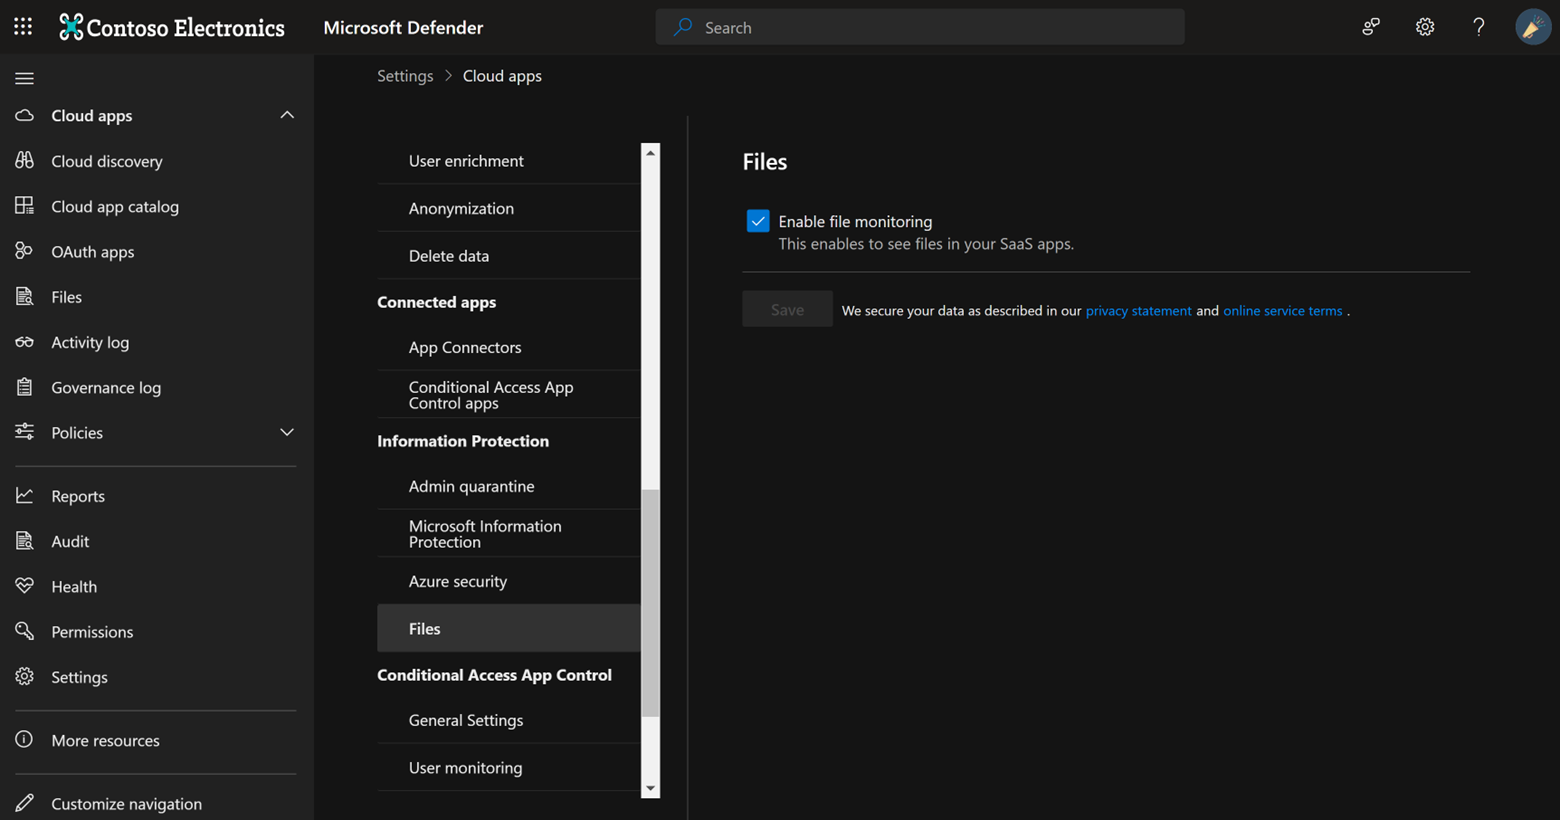 Contoso Electronics
Microsoft Defender
Search
?
Cloud apps
Cloud discovery
Cloud app catalog
OAuth apps
Files
Activity log
Governance log
Policies
Reports
Audit
Health
Permissions
Settings
More resources
Customize navigation
Settings > Cloud apps
User enrichment
Anonymization
Delete data
Connected apps
App Connectors
Conditional Access App
Control apps
Information Protection
Admin quarantine
Microsoft Information
Protection
Azure security
Files
Conditional Access App Control
General Settings
User monitoring
Files
Enable file monitoring
This enables to see files in your SaaS apps.
Save
We secure your data as described in our privacy statement and online service terms .